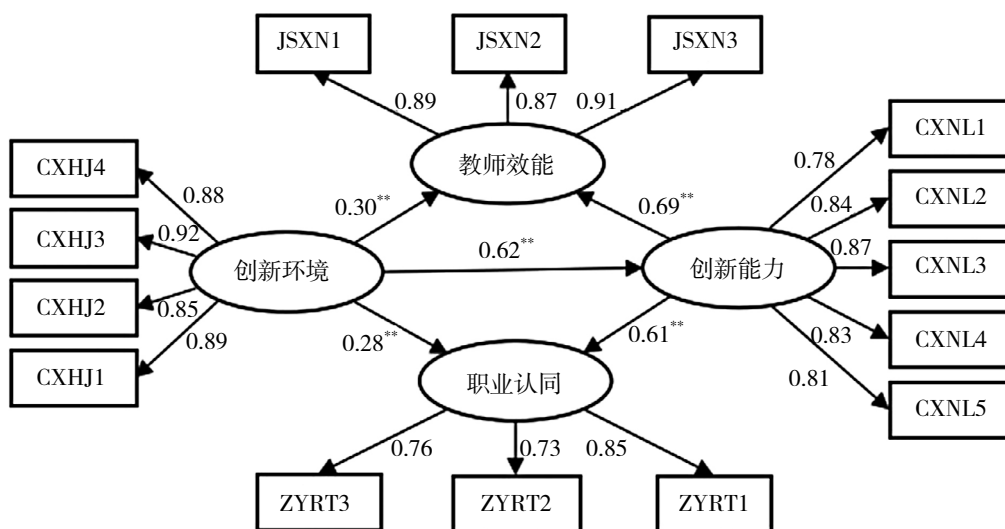 JSXN1
JSXN2
JSXN3
0.89
0.87
0.91
CXNL1
CXHJ4
教师效能
0.78
CXNL2
0.88
0.30**
0.69**
0.84
CXHJ3
0.92
0.62**
0.87
CXNL3
创新环境
创新能力
CXHJ2
0.85
0.89
0.28**
0.61**
0.83
CXNL4
CXHJ1
职业认同
0.81
CXNL5
0.76
0.73
0.85
ZYRT3
ZYRT2
ZYRT1